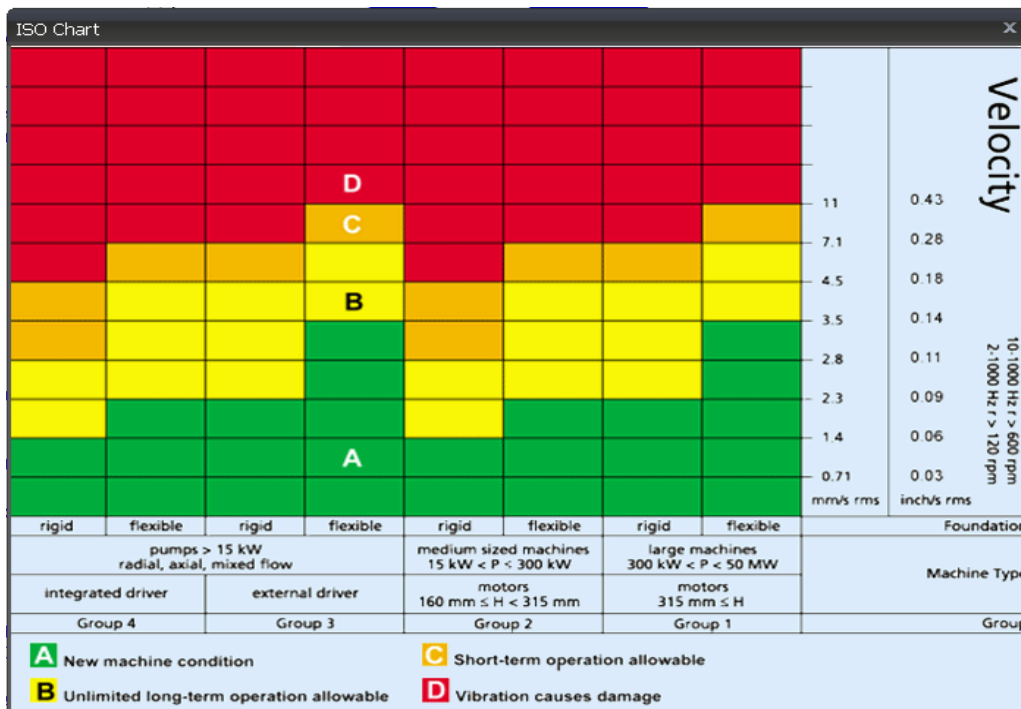 ISO Chart
x
D
C
B
A
11
7.1
4.5
3.5
2.8
2.3
1.4
0.71
mm/s rms
0.43
0.28
0.18
0.14
0.11
0.09
0.06
0.03
inch/s rms
Velocity
10-1000 Hz r > 600 rpm
2-1000 Hz r > 120 rpm
rigid flexible rigid flexible rigid flexible rigid flexible Foundation
pumps > 15 kW
radial, axial, mixed flow
medium sized machines
15 kW < P ≤ 300 kW
large machines
300 kW < P < 50 MW
Machine Type
integrated driver external driver
motors
160 mm ≤ H < 315 mm
motors
315 mm ≤ H
Group 4 Group 3 Group 2 Group 1 Group
A New machine condition
C Short-term operation allowable
B Unlimited long-term operation allowable
D Vibration causes damage